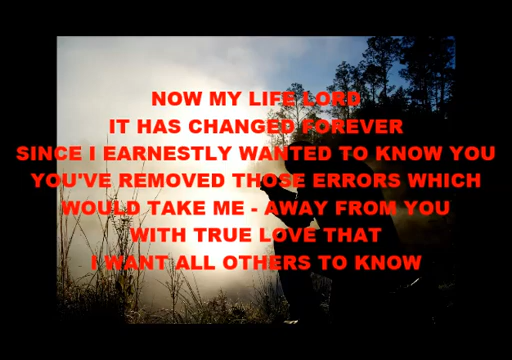 NOW MY LIFE LORD
IT HAS CHANGED FOREVER
SINCE I EARNESTLY WANTED TO KNOW YOU
YOU'VE REMOVED THOSE ERRORS WHICH
WOULD TAKE ME - AWAY FROM YOU
WITH TRUE LOVE THAT
I WANT ALL OTHERS TO KNOW